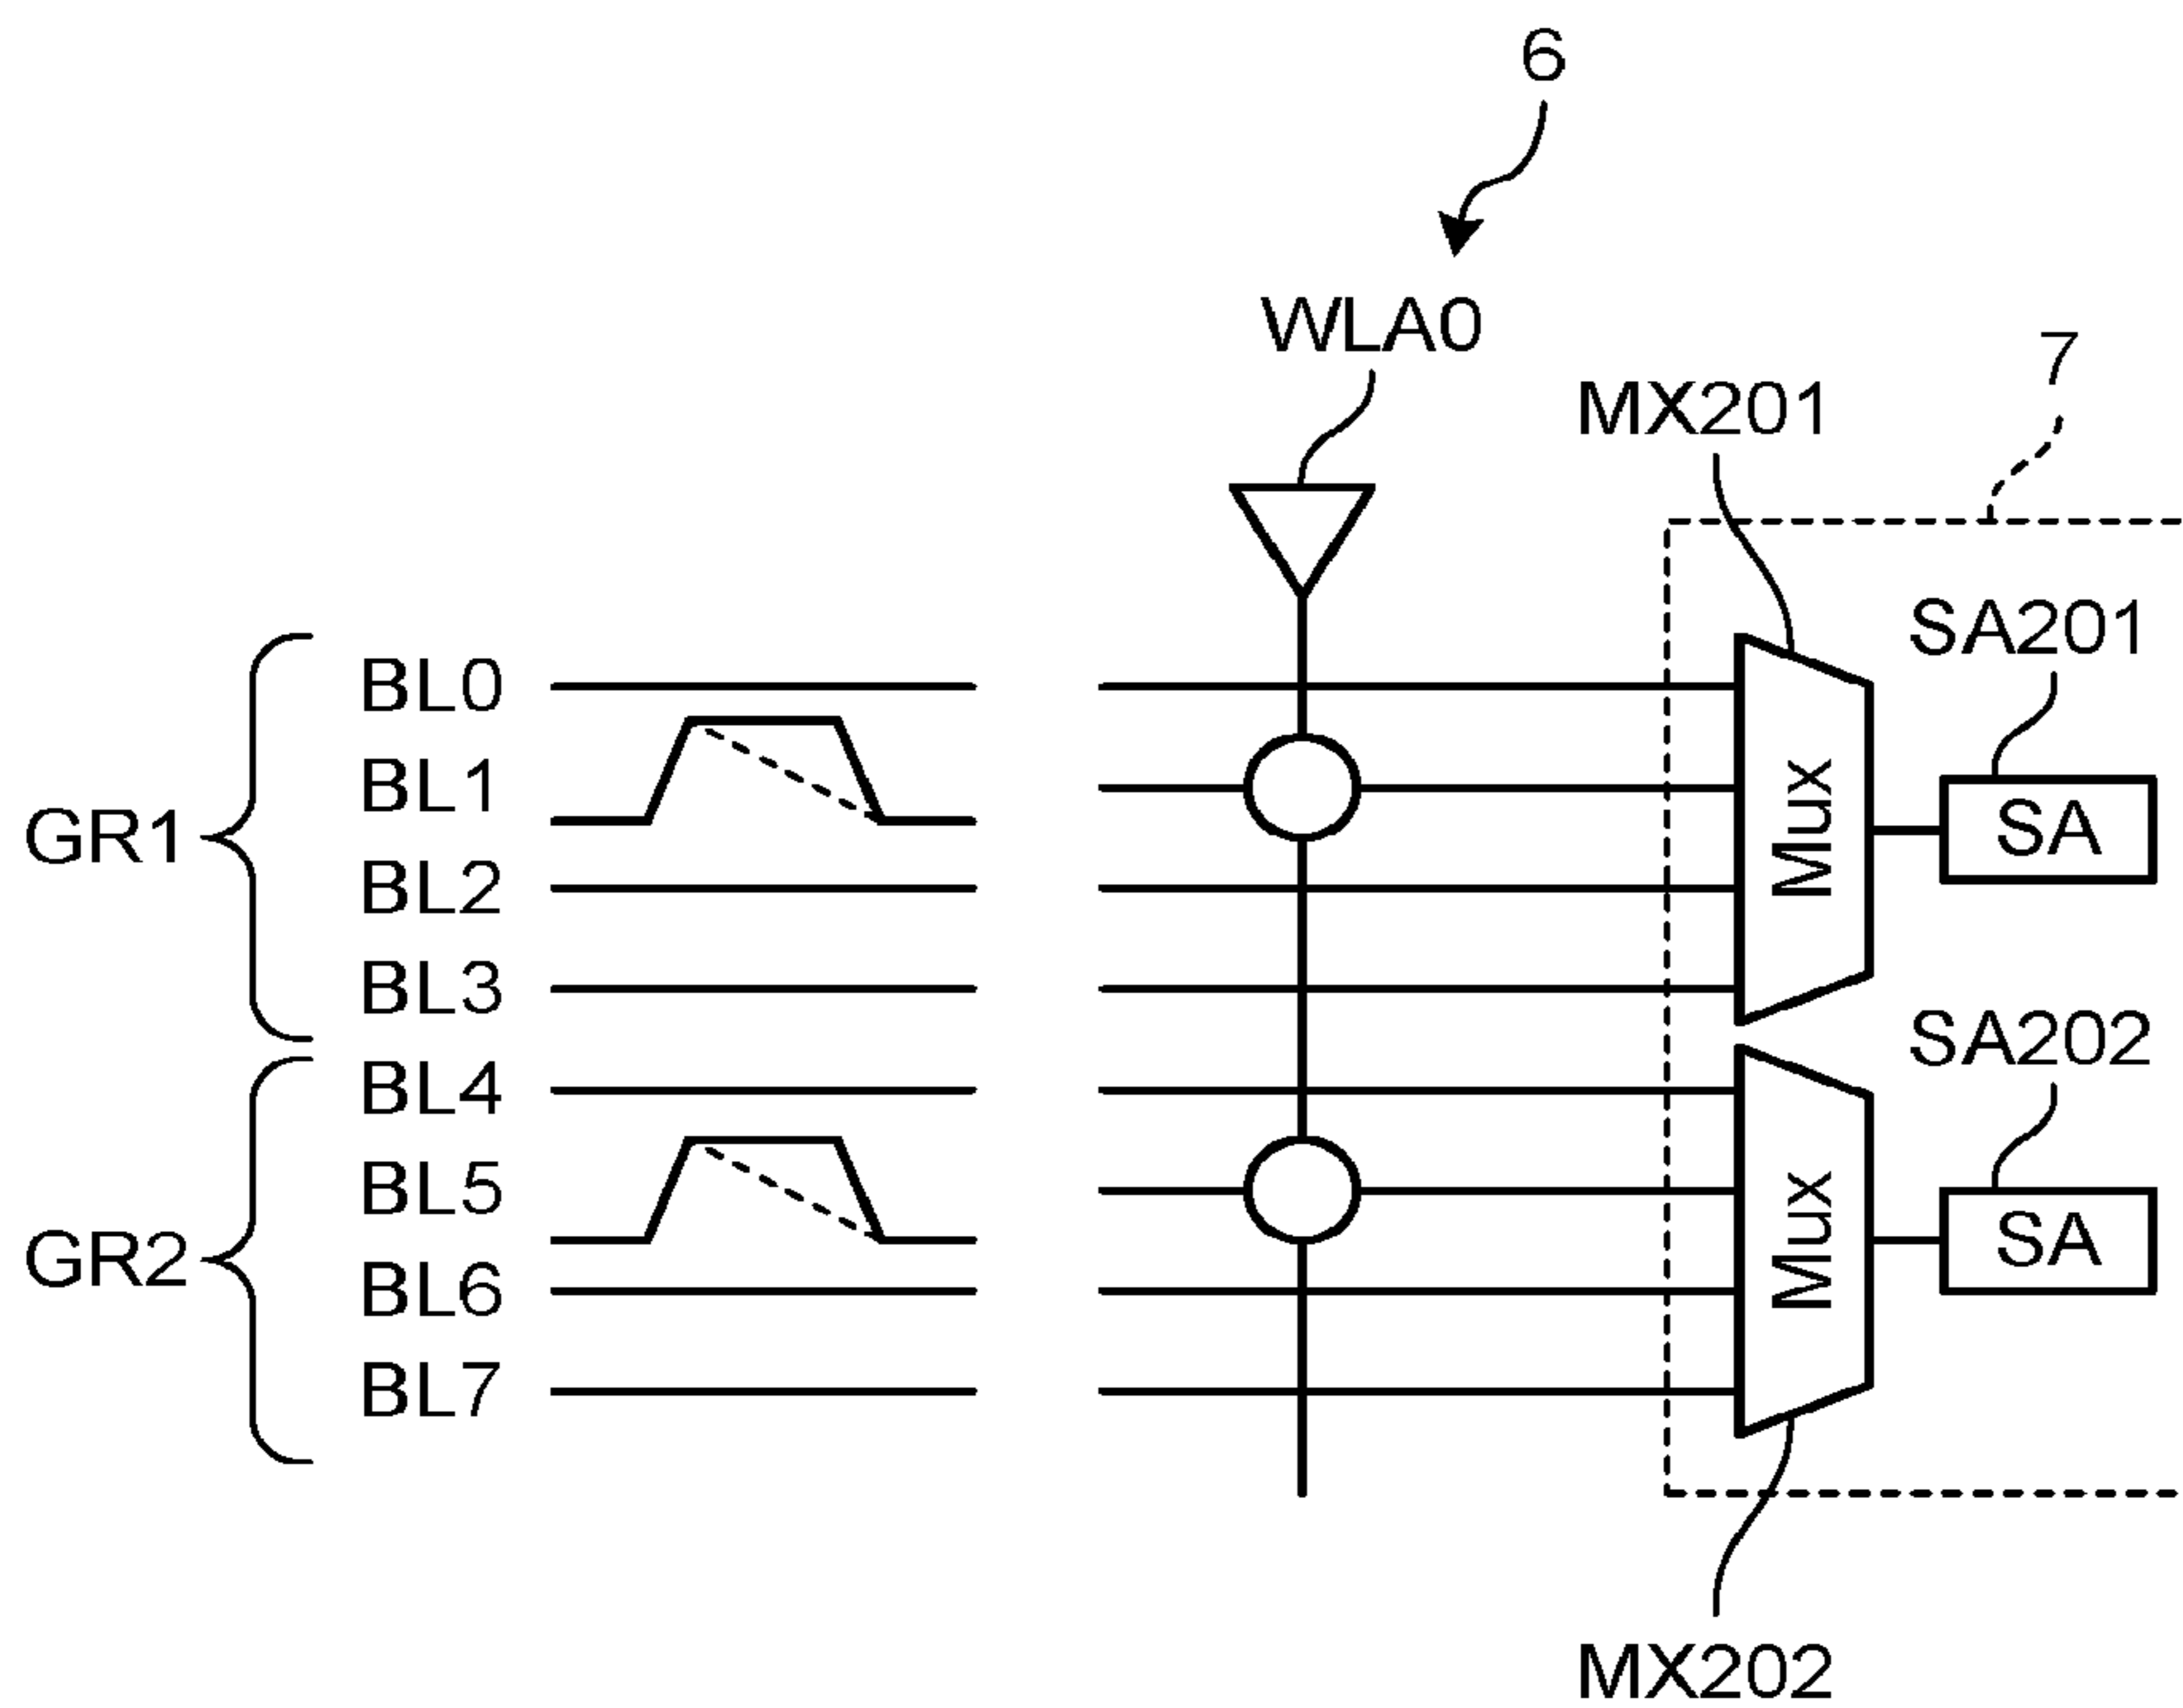 6
WLA0
7
MX201
SA201
BL0
BL1
Mux
SA
GR1
BL2
BL3
SA202
BL4
BL5
Mux
SA
GR2
BL6
BL7
MX202